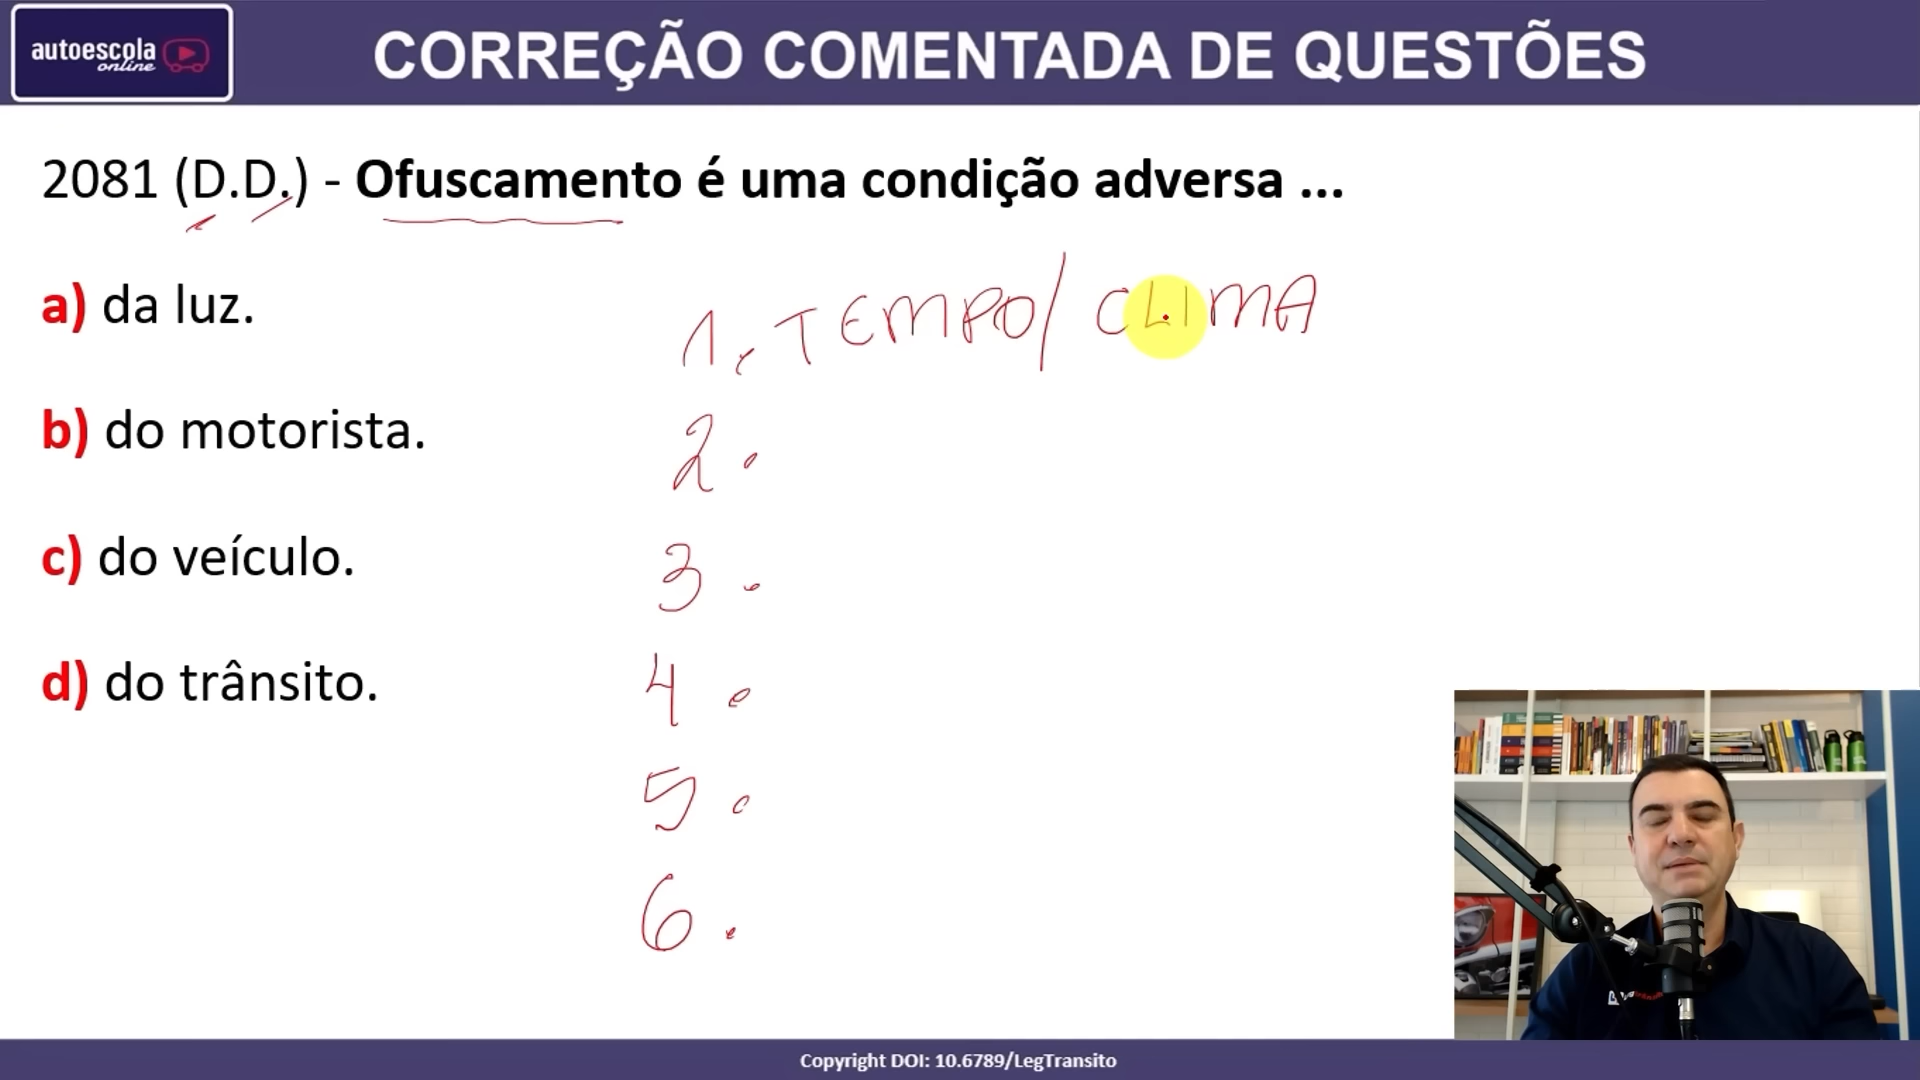 autoescola
online
CORREÇÃO COMENTADA DE QUESTÕES
2081 (D.D.) - Ofuscamento é uma condição adversa ...
a) da luz.
1. TEMPO/ CLIMA
b) do motorista.
2.
c) do veículo.
3.
d) do trânsito.
4.
5.
6.
Copyright DOI: 10.6789/LegTransito